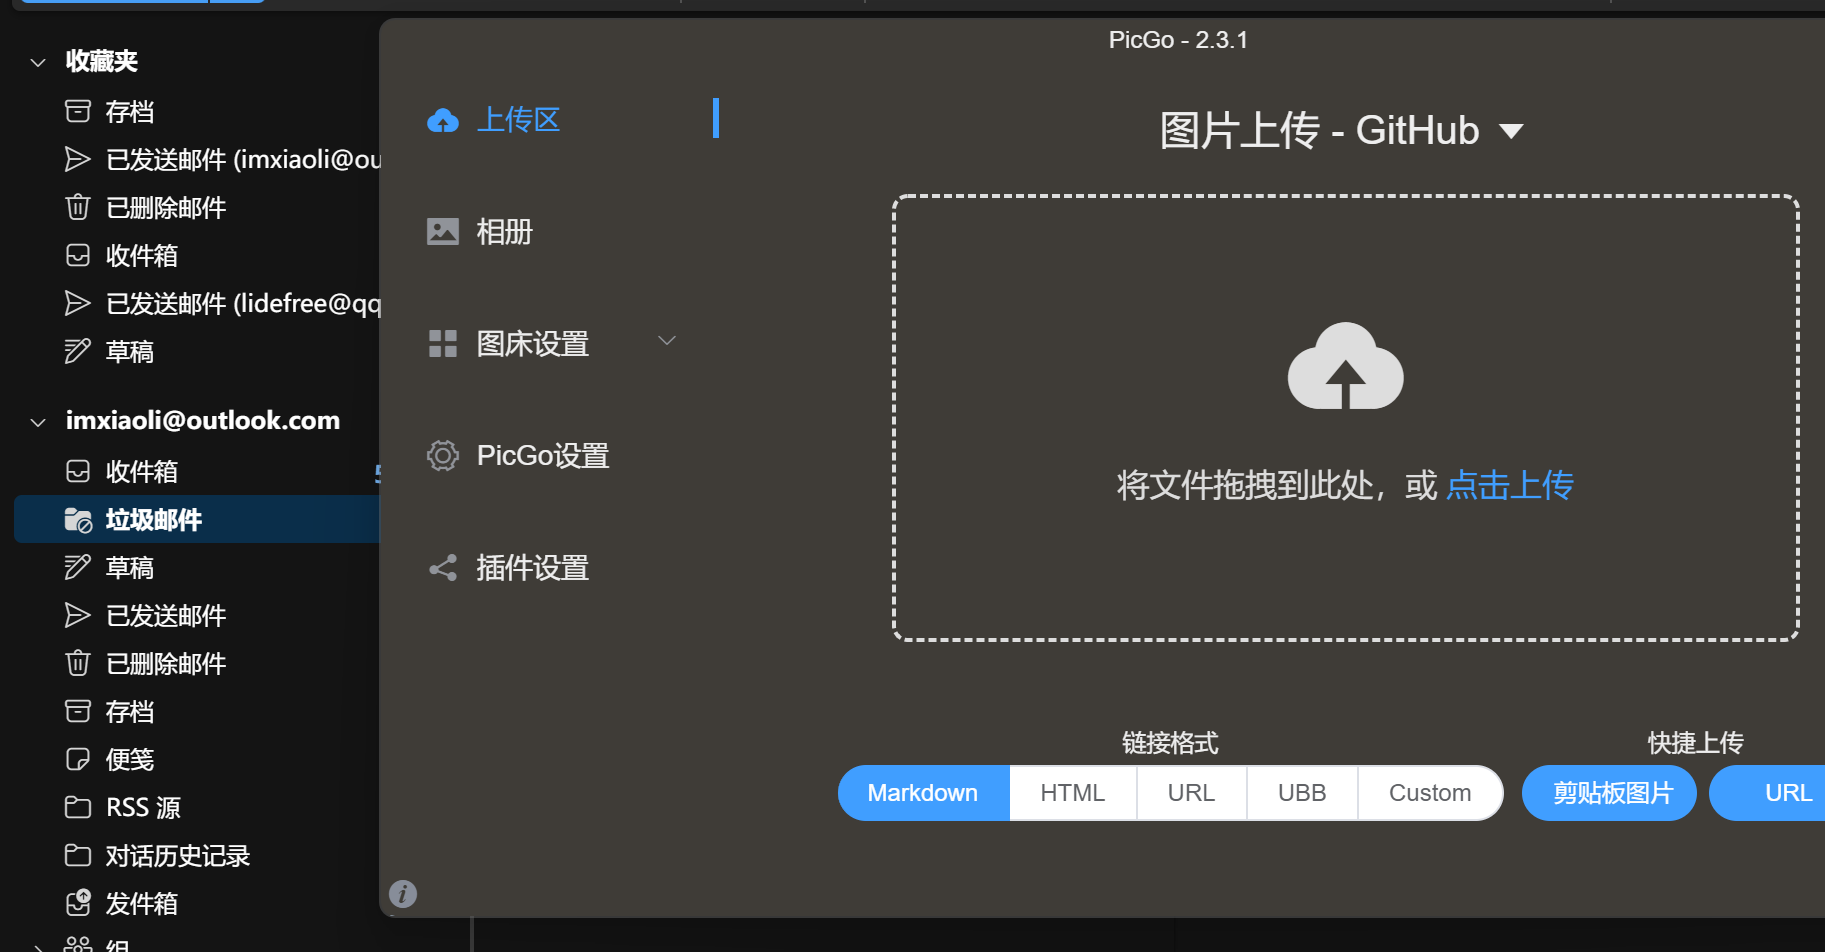 收藏夹
存档
已发送邮件 (imxiaoli@ou
已删除邮件
收件箱
已发送邮件 (lidefree@qq
草稿
imxiaoli@outlook.com
收件箱
垃圾邮件
草稿
已发送邮件
已删除邮件
存档
便笺
RSS 源
对话历史记录
发件箱
组
PicGo - 2.3.1
上传区
相册
图床设置
PicGo设置
插件设置
图片上传 - GitHub
将文件拖拽到此处，或 点击上传
链接格式
Markdown HTML URL UBB Custom
快捷上传
剪贴板图片 URL